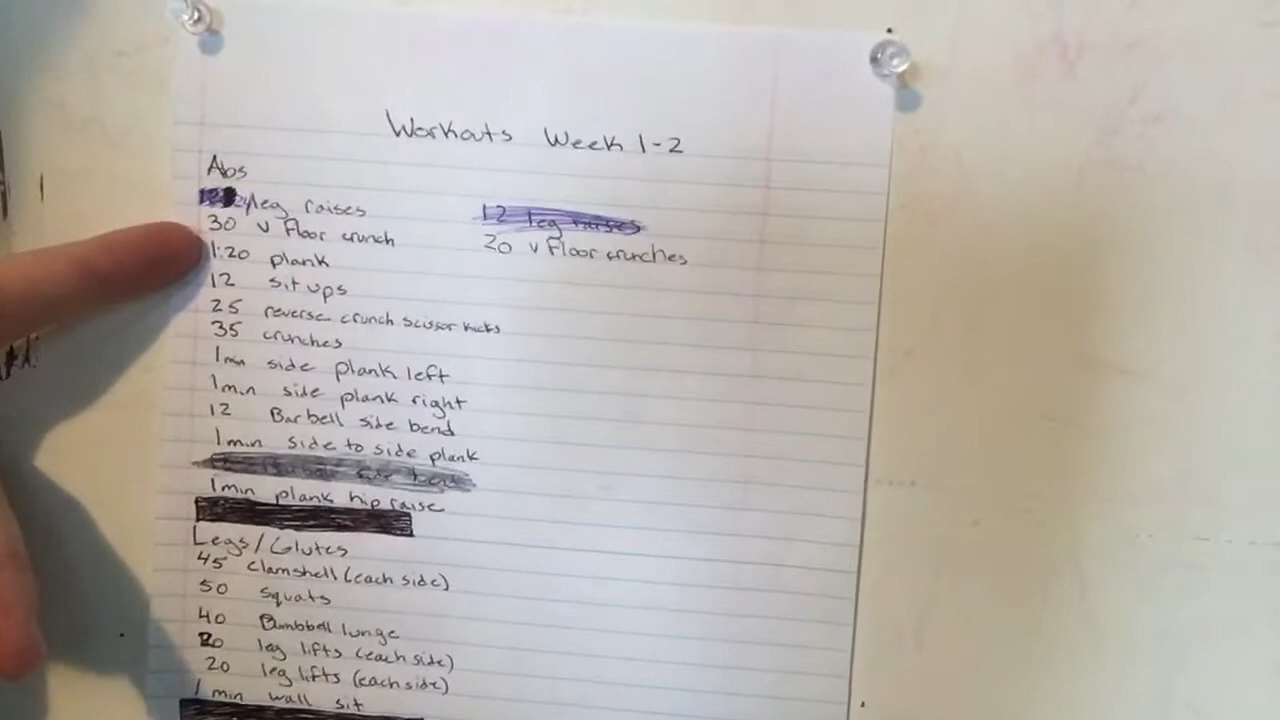 Workouts Week 1-2
Abs
leg raises
12 leg raises
30 v floor crunch
20 v floor crunches
1:20 plank
12 sit ups
25 reverse crunch scissor kicks
35 crunches
1min side plank left
1min side plank right
12 Barbell side bend
1min side to side plank
side bend
1min plank hip raise
Legs/Glutes
45 clamshell (each side)
50 squats
40 Dumbbell lunge
20 leg lifts (each side)
20 leg lifts (each side)
1 min wall sit